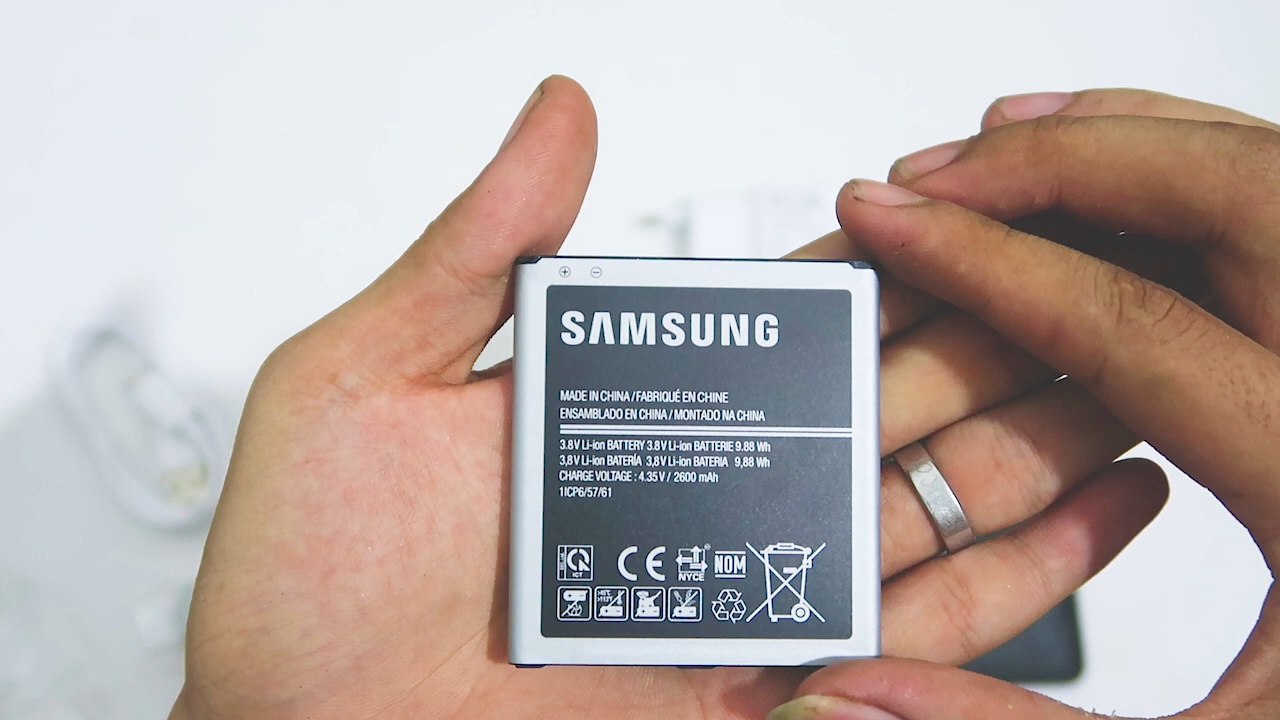 SAMSUNG
MADE IN CHINA / FABRIQUÉ EN CHINE
ENSAMBLADO EN CHINA / MONTADO NA CHINA
3.8V Li-ion BATTERY 3.8V Li-ion BATTERIE 9.88 Wh
3,8V Li-ion BATERÍA 3,8V Li-ion BATERIA 9,88 Wh
CHARGE VOLTAGE : 4.35V / 2600 mAh
1ICP6/57/61
ICT
CE
NYCE
NOM